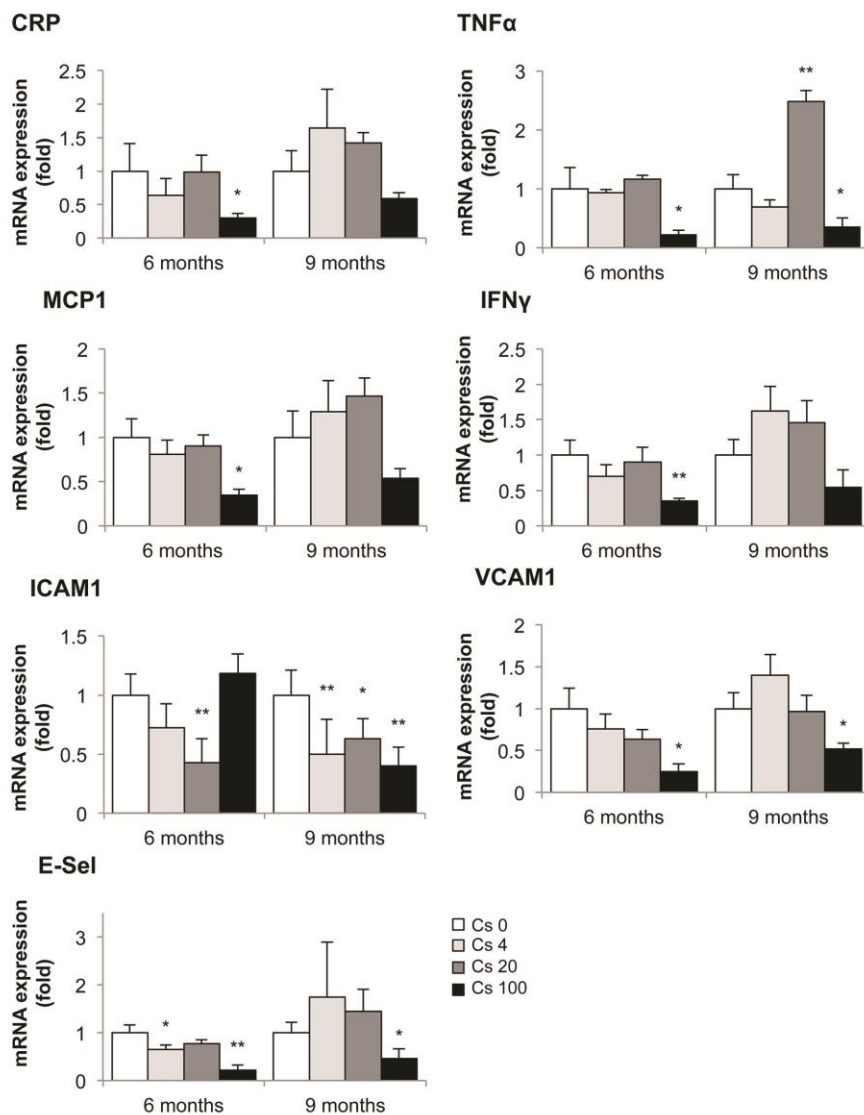 CRP
mRNA expression
(fold)
2.5
2
1.5
1
0.5
0
*
6 months
9 months
TNFα
mRNA expression
(fold)
3
2
1
0
*
**
*
6 months
9 months
MCP1
mRNA expression
(fold)
2
1.5
1
0.5
0
*
6 months
9 months
IFNγ
mRNA expression
(fold)
2.5
2
1.5
1
0.5
0
**
6 months
9 months
ICAM1
mRNA expression
(fold)
1.5
1
0.5
0
**
**
*
**
6 months
9 months
VCAM1
mRNA expression
(fold)
2
1.5
1
0.5
0
*
*
6 months
9 months
E-Sel
mRNA expression
(fold)
3
2
1
0
*
**
*
6 months
9 months
Cs 0
Cs 4
Cs 20
Cs 100